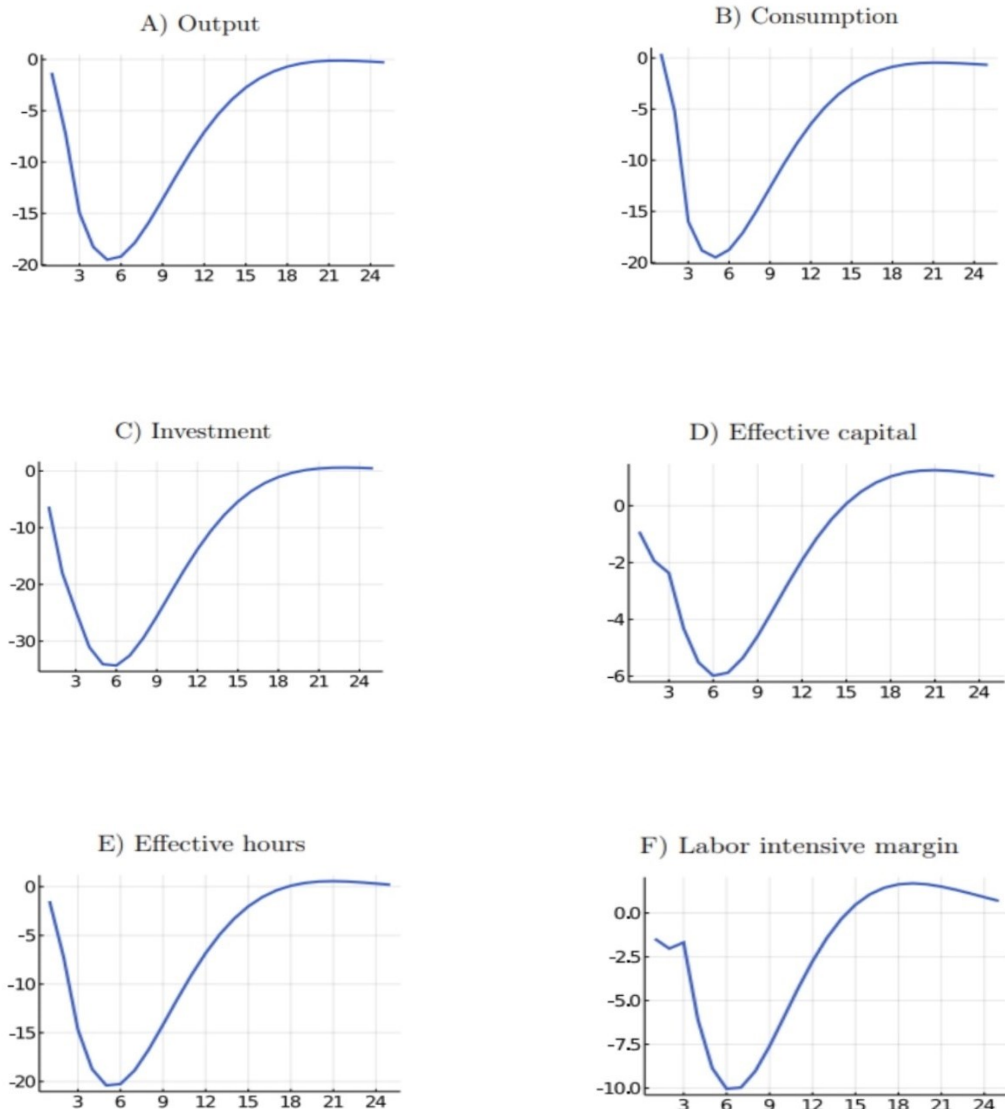 A) Output
0
-5
-10
-15
-20
3 6 9 12 15 18 21 24
B) Consumption
0
-5
-10
-15
-20
3 6 9 12 15 18 21 24
C) Investment
0
-10
-20
-30
3 6 9 12 15 18 21 24
D) Effective capital
0
-2
-4
-6
3 6 9 12 15 18 21 24
E) Effective hours
0
-5
-10
-15
-20
3 6 9 12 15 18 21 24
F) Labor intensive margin
0.0
-2.5
-5.0
-7.5
-10.0
3 6 9 12 15 18 21 24